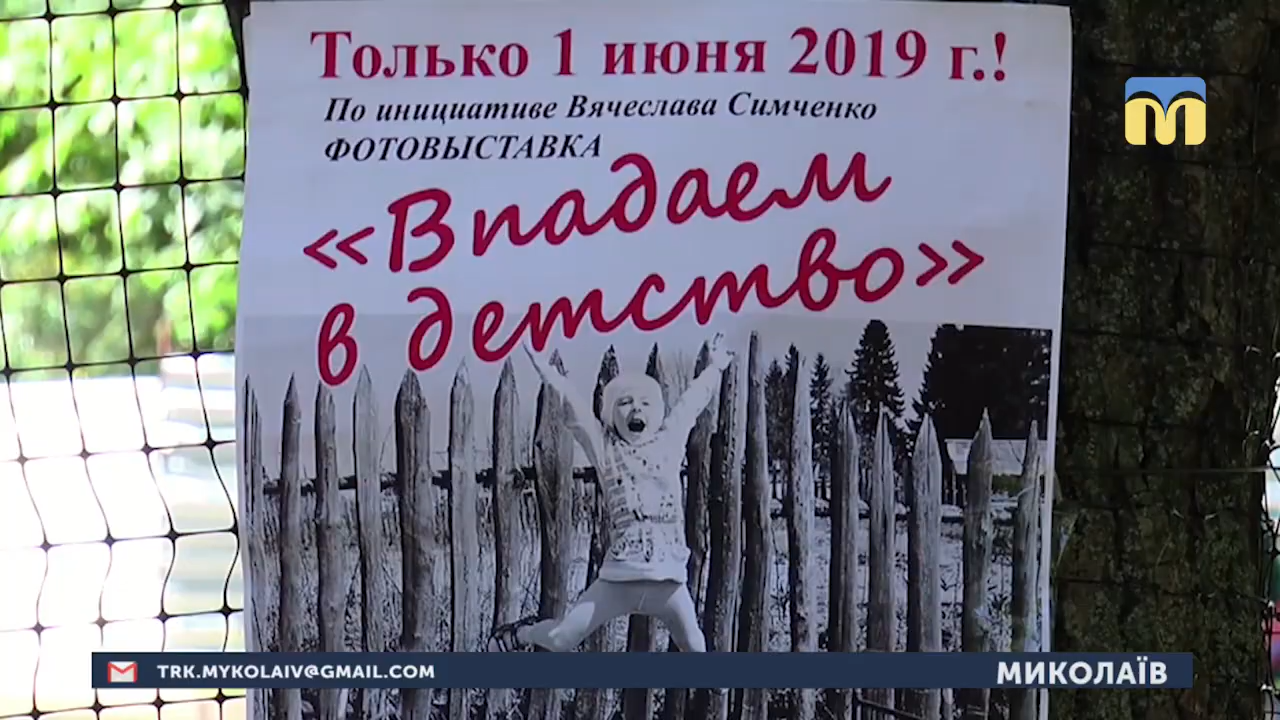 Только 1 июня 2019 г.!
По инициативе Вячеслава Симченко
ФОТОВЫСТАВКА
«Впадаем
в детство»
TRK.MYKOLAIV@GMAIL.COM
МИКОЛАЇВ